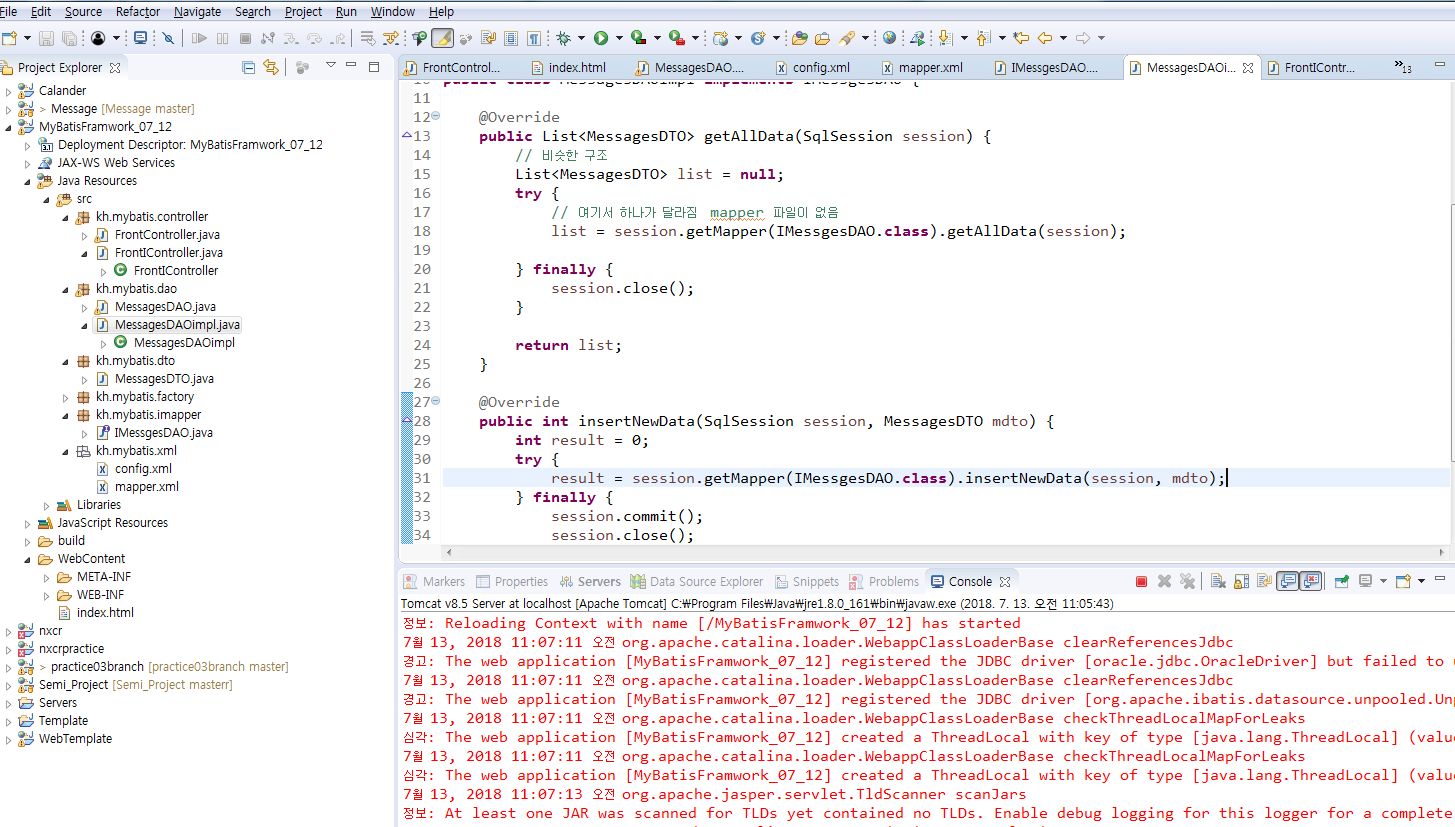 File Edit Source Refactor Navigate Search Project Run Window Help
Project Explorer
Calander
> Message [Message master]
MyBatisFramwork_07_12
Deployment Descriptor: MyBatisFramwork_07_12
JAX-WS Web Services
Java Resources
src
kh.mybatis.controller
FrontController.java
FrontIController.java
FrontIController
kh.mybatis.dao
MessagesDAO.java
MessagesDAOimpl.java
MessagesDAOimpl
kh.mybatis.dto
MessagesDTO.java
kh.mybatis.factory
kh.mybatis.imapper
IMessgesDAO.java
kh.mybatis.xml
config.xml
mapper.xml
Libraries
JavaScript Resources
build
WebContent
META-INF
WEB-INF
index.html
nxcr
nxcrpractice
> practice03branch [practice03branch master]
Semi_Project [Semi_Project masterr]
Servers
Template
WebTemplate
FrontControl... index.html MessagesDAO.... config.xml mapper.xml IMessgesDAO.... MessagesDAOi... FrontIContr... »13
10 public class MessagesDAOimpl implements IMessgesDAO {
11
12 @Override
13 public List<MessagesDTO> getAllData(SqlSession session) {
14 // 비슷한 구조
15 List<MessagesDTO> list = null;
16 try {
17 // 여기서 하나가 달라짐 mapper 파일이 없음
18 list = session.getMapper(IMessgesDAO.class).getAllData(session);
19
20 } finally {
21 session.close();
22 }
23
24 return list;
25 }
26
27 @Override
28 public int insertNewData(SqlSession session, MessagesDTO mdto) {
29 int result = 0;
30 try {
31 result = session.getMapper(IMessgesDAO.class).insertNewData(session, mdto);
32 } finally {
33 session.commit();
34 session.close();
Markers Properties Servers Data Source Explorer Snippets Problems Console
Tomcat v8.5 Server at localhost [Apache Tomcat] C:₩Program Files₩Java₩jre1.8.0_161₩bin₩javaw.exe (2018. 7. 13. 오전 11:05:43)
정보: Reloading Context with name [/MyBatisFramwork_07_12] has started
7월 13, 2018 11:07:11 오전 org.apache.catalina.loader.WebappClassLoaderBase clearReferencesJdbc
경고: The web application [MyBatisFramwork_07_12] registered the JDBC driver [oracle.jdbc.OracleDriver] but failed to
7월 13, 2018 11:07:11 오전 org.apache.catalina.loader.WebappClassLoaderBase clearReferencesJdbc
경고: The web application [MyBatisFramwork_07_12] registered the JDBC driver [org.apache.ibatis.datasource.unpooled.Unp
7월 13, 2018 11:07:11 오전 org.apache.catalina.loader.WebappClassLoaderBase checkThreadLocalMapForLeaks
심각: The web application [MyBatisFramwork_07_12] created a ThreadLocal with key of type [java.lang.ThreadLocal] (valu
7월 13, 2018 11:07:11 오전 org.apache.catalina.loader.WebappClassLoaderBase checkThreadLocalMapForLeaks
심각: The web application [MyBatisFramwork_07_12] created a ThreadLocal with key of type [java.lang.ThreadLocal] (valu
7월 13, 2018 11:07:13 오전 org.apache.jasper.servlet.TldScanner scanJars
정보: At least one JAR was scanned for TLDs yet contained no TLDs. Enable debug logging for this logger for a complete